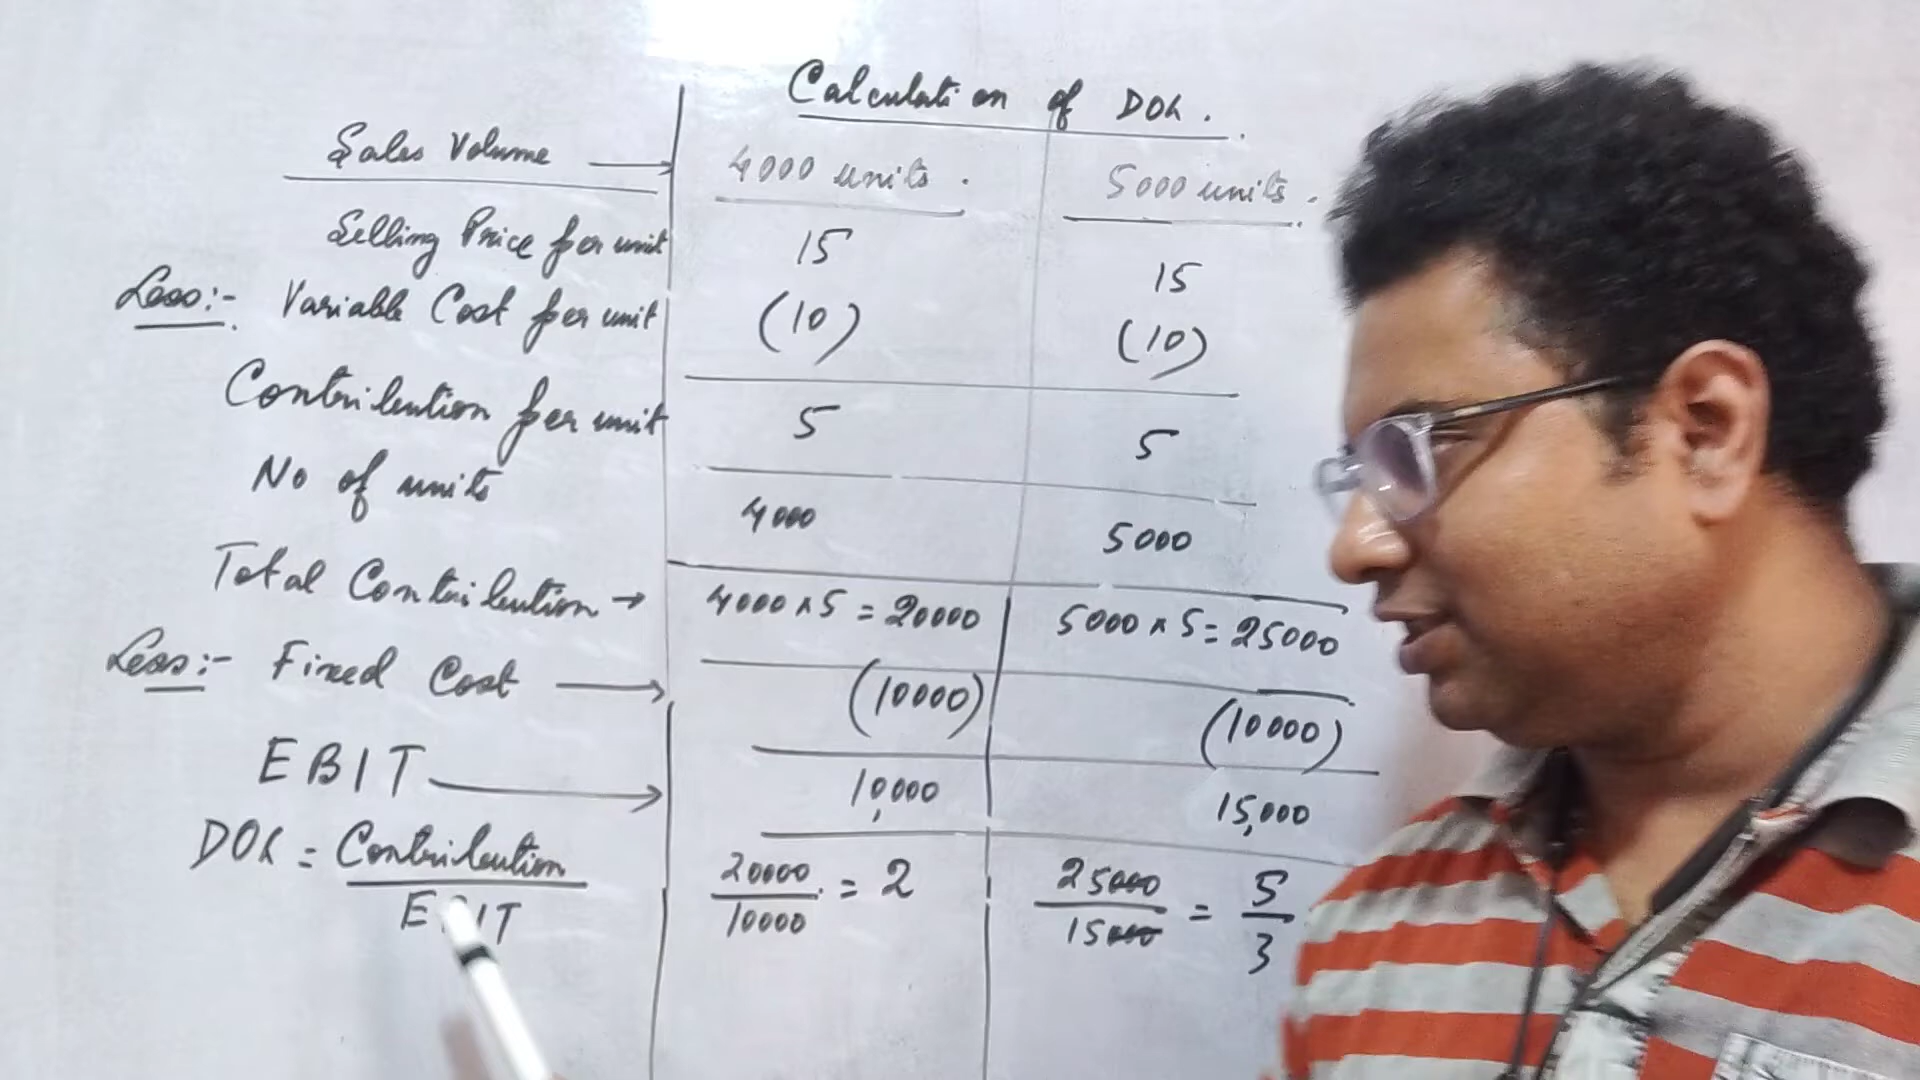 Calculation of DOL.
Sales Volume → 4000 units. 5000 units.
Selling Price per unit 15 15
Less:- Variable Cost per unit (10) (10)
Contribution per unit 5 5
No of units 4000 5000
Total Contribution → 4000 x 5 = 20000 5000 x 5 = 25000
Less:- Fixed Cost → (10000) (10000)
EBIT → 10,000 15,000
DOL = Contribution / EBIT 20000 / 10000 = 2 25000 / 15000 = 5 / 3